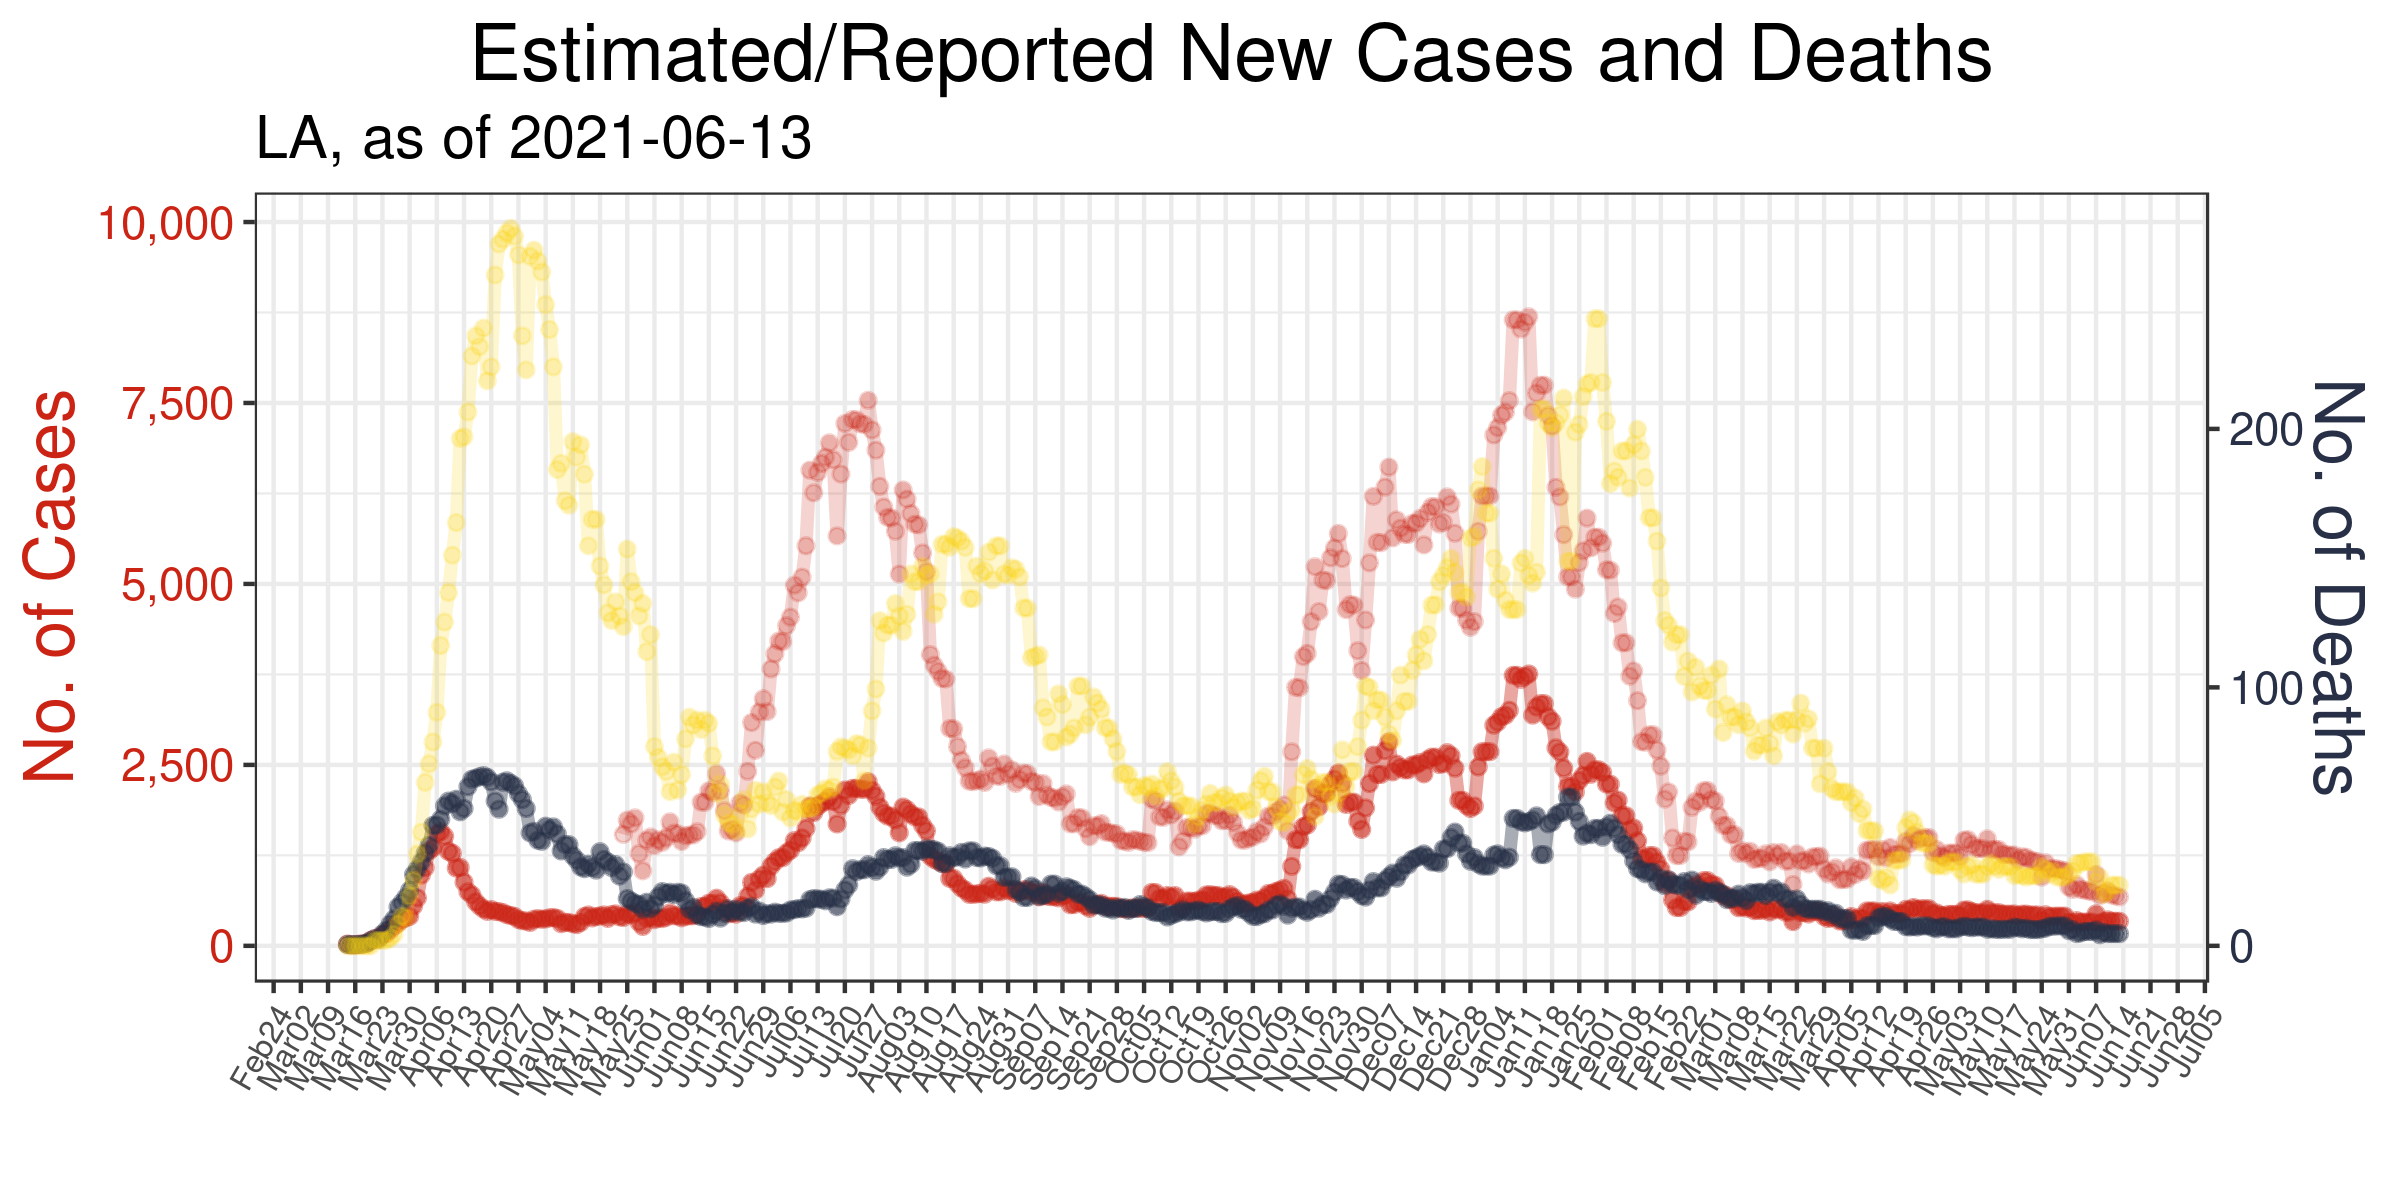 Estimated/Reported New Cases and Deaths
LA, as of 2021-06-13
No. of Cases
10,000
7,500
5,000
2,500
0
200
100
0
No. of Deaths
Feb24
Mar02
Mar09
Mar16
Mar23
Mar30
Apr06
Apr13
Apr20
Apr27
May04
May11
May18
May25
Jun01
Jun08
Jun15
Jun22
Jun29
Jul06
Jul13
Jul20
Jul27
Aug03
Aug10
Aug17
Aug24
Aug31
Sep07
Sep14
Sep21
Sep28
Oct05
Oct12
Oct19
Oct26
Nov02
Nov09
Nov16
Nov23
Nov30
Dec07
Dec14
Dec21
Dec28
Jan04
Jan11
Jan18
Jan25
Feb01
Feb08
Feb15
Feb22
Mar01
Mar08
Mar15
Mar22
Mar29
Apr05
Apr12
Apr19
Apr26
May03
May10
May17
May24
May31
Jun07
Jun14
Jun21
Jun28
Jul05